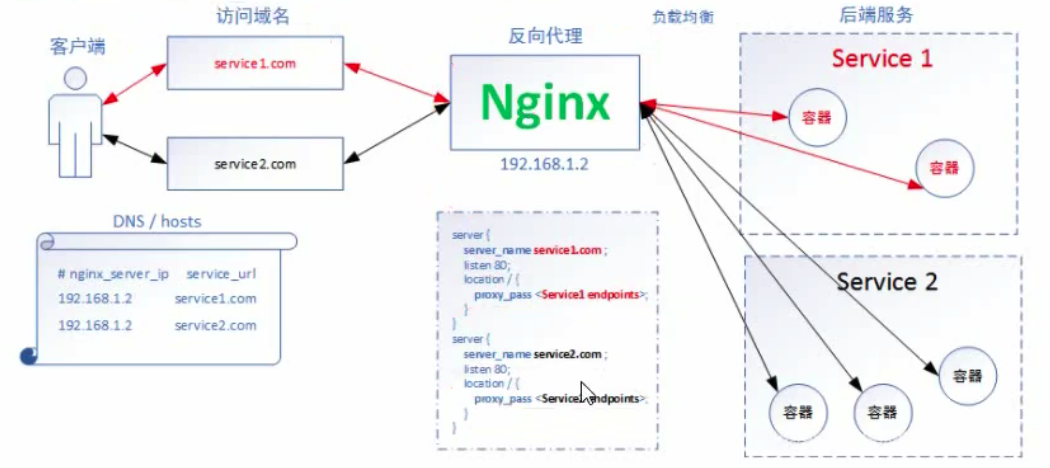 访问域名
负载均衡
后端服务
客户端
反向代理
service1.com
Nginx
192.168.1.2
service2.com
Service 1
容器
容器
DNS / hosts
# nginx_server_ip service_url
192.168.1.2 service1.com
192.168.1.2 service2.com
server {
server_name service1.com ;
listen 80;
location / {
proxy_pass <Service1 endpoints>;
}
}
server {
server_name service2.com ;
listen 80;
location / {
proxy_pass <Service endpoints>;
}
}
Service 2
容器
容器
容器